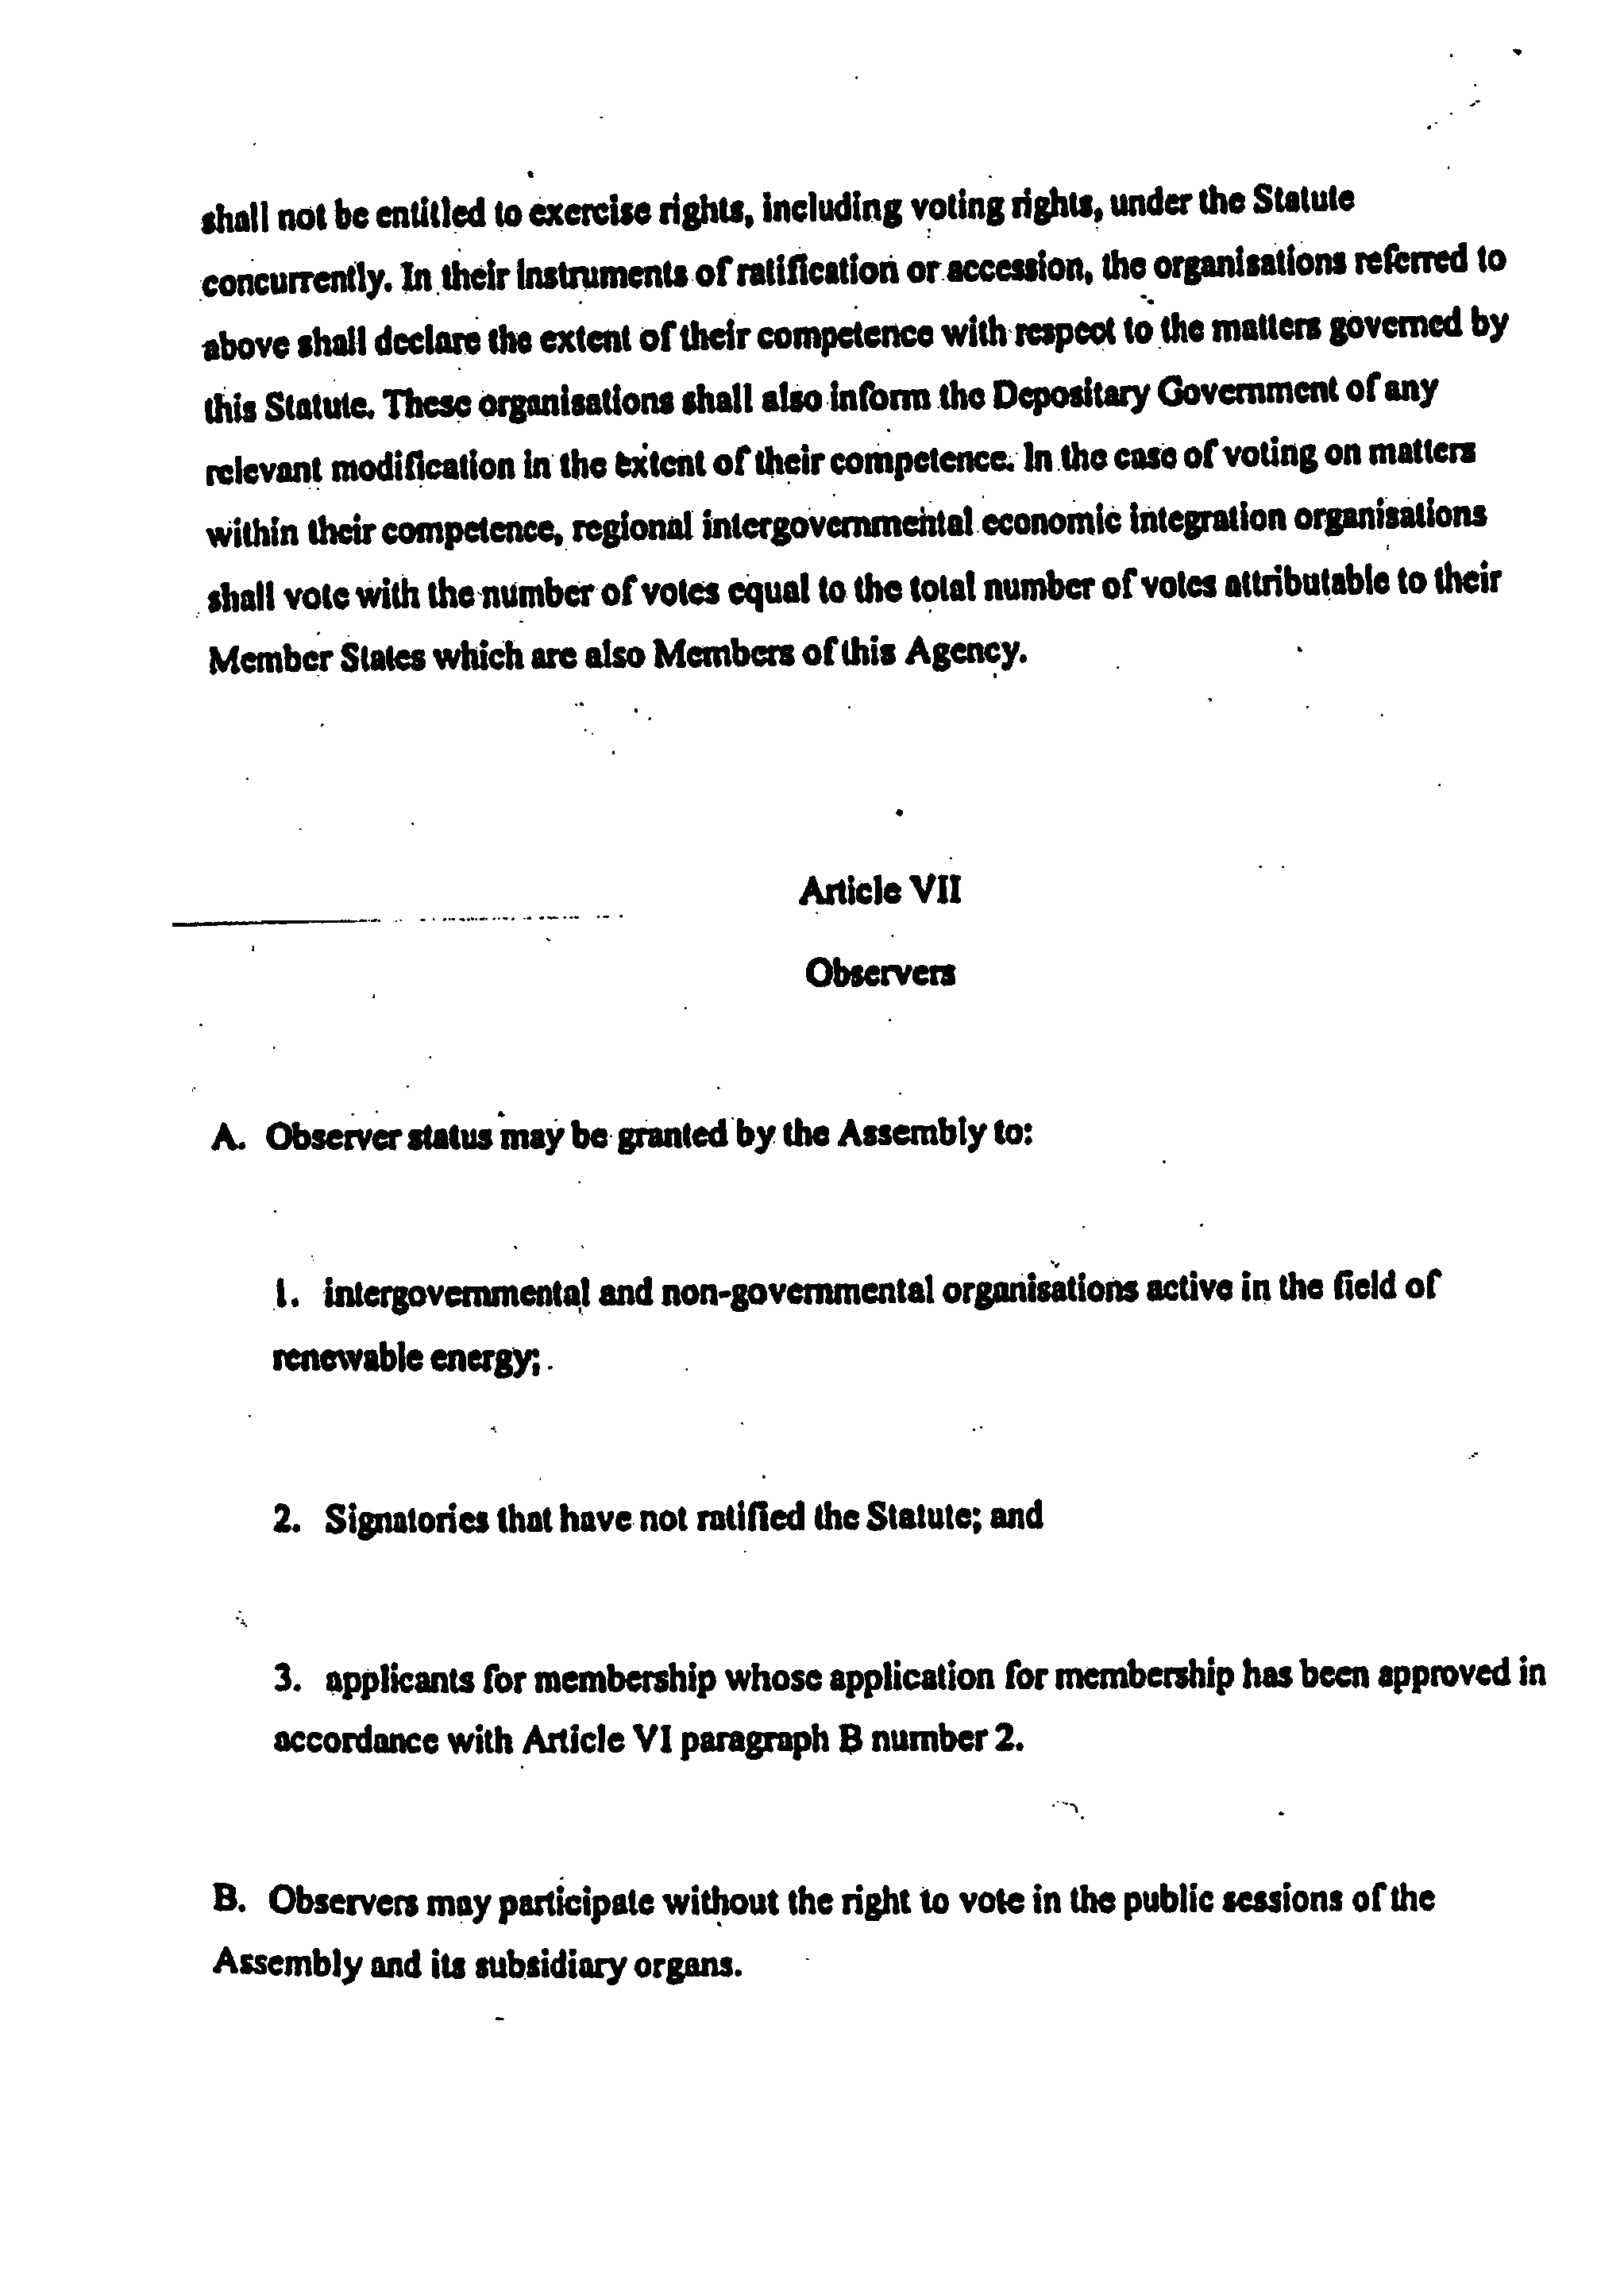 shall not be entitled to exercise rights, including voting rights, under the Statute
concurrently. In their instruments of ratification or accession, the organisations referred to
above shall declare the extent of their competence with respect to the matters governed by
this Statute. These organisations shall also inform the Depositary Government of any
relevant modification in the extent of their competence. In the case of voting on matters
within their competence, regional intergovernmental economic integration organisations
shall vote with the number of votes equal to the total number of votes attributable to their
Member States which are also Members of this Agency.
Article VII
Observers
A. Observer status may be granted by the Assembly to:
1. intergovernmental and non-governmental organisations active in the field of
renewable energy;
2. Signatories that have not ratified the Statute; and
3. applicants for membership whose application for membership has been approved in
accordance with Article VI paragraph B number 2.
B. Observers may participate without the right to vote in the public sessions of the
Assembly and its subsidiary organs.